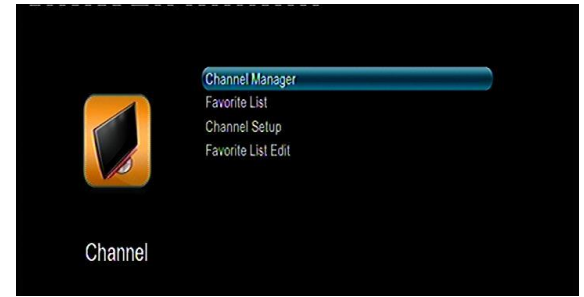 Channel Manager
Favorite List
Channel Setup
Favorite List Edit
Channel